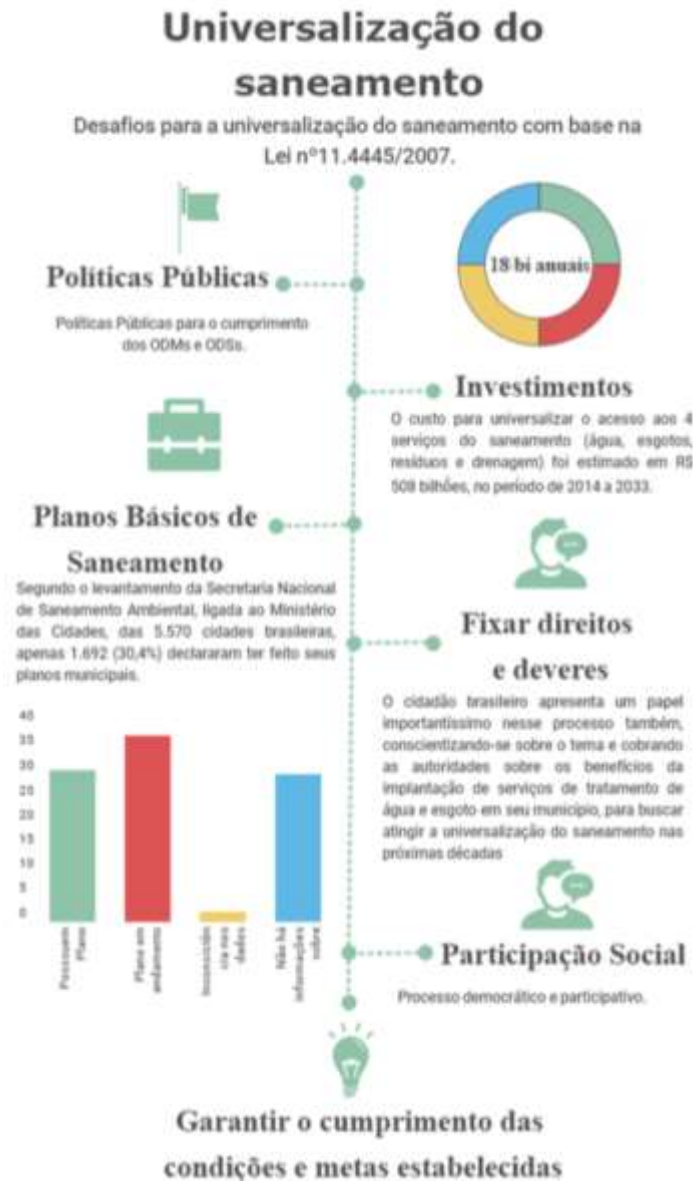 Universalização do
saneamento
Desafios para a universalização do saneamento com base na
Lei nº11.4445/2007.
Políticas Públicas
Políticas Públicas para o cumprimento
dos ODMs e ODSs.
18 bi anuais
Investimentos
O custo para universalizar o acesso aos 4
serviços do saneamento (água, esgotos,
resíduos e drenagem) foi estimado em R$
508 bilhões, no período de 2014 a 2033.
Planos Básicos de
Saneamento
Segundo o levantamento da Secretaria Nacional
de Saneamento Ambiental, ligada ao Ministério
das Cidades, das 5.570 cidades brasileiras,
apenas 1.692 (30,4%) declararam ter feito seus
planos municipais.
Fixar direitos
e deveres
O cidadão brasileiro apresenta um papel
importantíssimo nesse processo também,
conscientizando-se sobre o tema e cobrando
as autoridades sobre os benefícios da
implantação de serviços de tratamento de
água e esgoto em seu município, para buscar
atingir a universalização do saneamento nas
próximas décadas
40
35
30
25
20
15
10
5
0
Possuem
Plano
Plano em
andamento
Inconsistên
cia nos
dados
Não há
informações
sobre
Participação Social
Processo democrático e participativo.
Garantir o cumprimento das
condições e metas estabelecidas